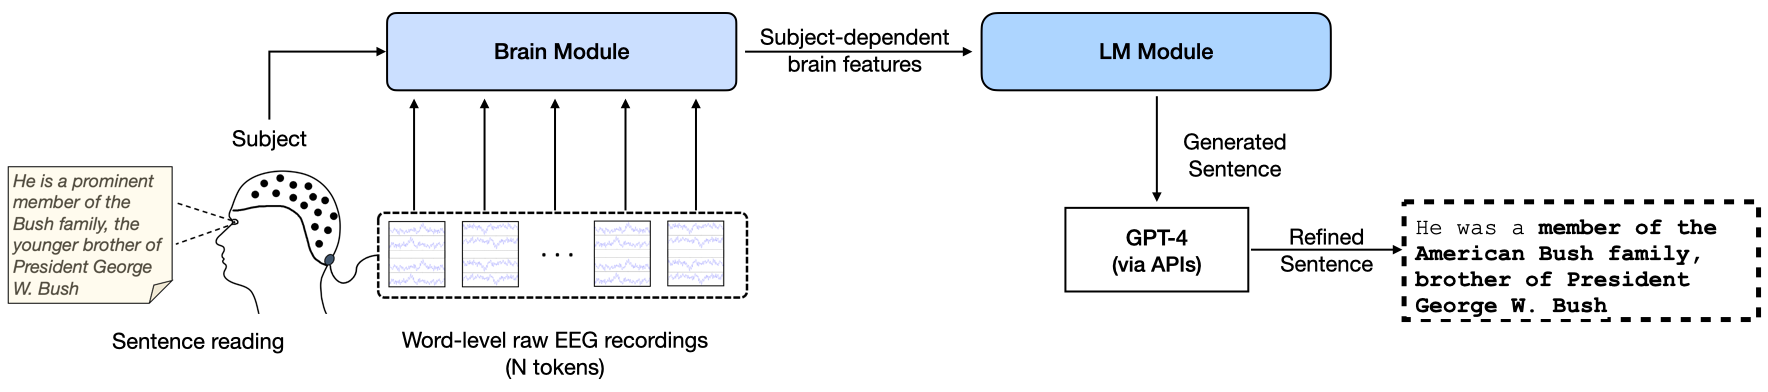 Brain Module
Subject-dependent
brain features
LM Module
Subject
Generated
Sentence
He is a prominent
member of the
Bush family, the
younger brother of
President George
W. Bush
GPT-4
(via APIs)
Refined
Sentence
He was a member of the
American Bush family,
brother of President
George W. Bush
Sentence reading
Word-level raw EEG recordings
(N tokens)